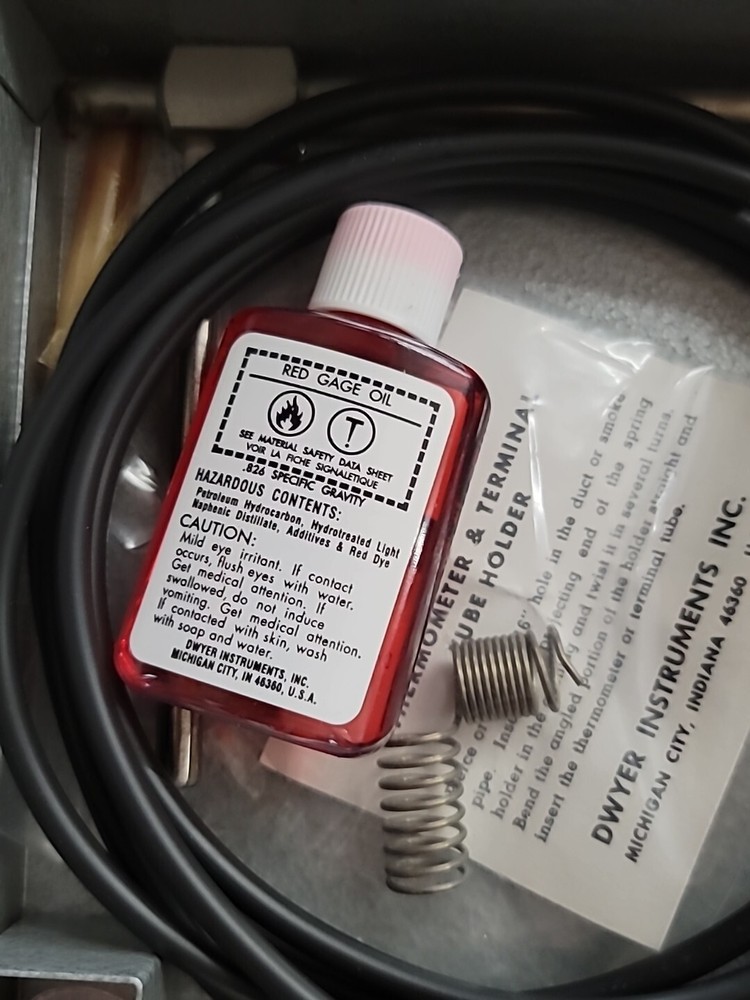 RED GAGE OIL
T
SEE MATERIAL SAFETY DATA SHEET
VOIR LA FICHE SIGNALETIQUE
.826 SPECIFIC GRAVITY
HAZARDOUS CONTENTS:
Petroleum Hydrocarbon, Hydrotreated Light
Naphenic Distillate, Additives & Red Dye
CAUTION:
Mild eye irritant. If contact
occurs, flush eyes with water.
Get medical attention. If
swallowed, do not induce
vomiting. Get medical attention.
If contacted with skin, wash
with soap and water.
DWYER INSTRUMENTS, INC.
MICHIGAN CITY, IN 46360, U.S.A.
THERMOMETER & TERMINAL
TUBE HOLDER
hole in the duct or smoke
pipe. end of the spring
holder in the and twist it in several turns.
Bend the angled portion of the holder straight and
insert the thermometer or terminal tube.
DWYER INSTRUMENTS INC.
MICHIGAN CITY, INDIANA 46360